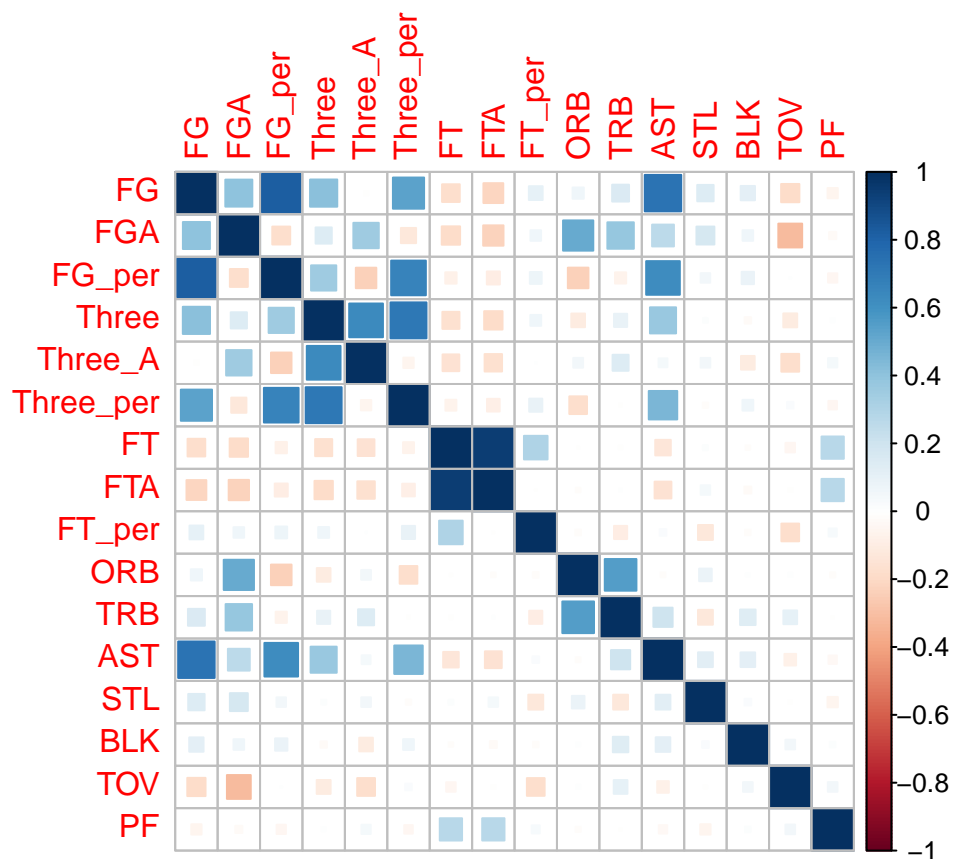 FG
FGA
FG_per
Three
Three_A
Three_per
FT
FTA
FT_per
ORB
TRB
AST
STL
BLK
TOV
PF
FG
FGA
FG_per
Three
Three_A
Three_per
FT
FTA
FT_per
ORB
TRB
AST
STL
BLK
TOV
PF
1
0.8
0.6
0.4
0.2
0
−0.2
−0.4
−0.6
−0.8
−1